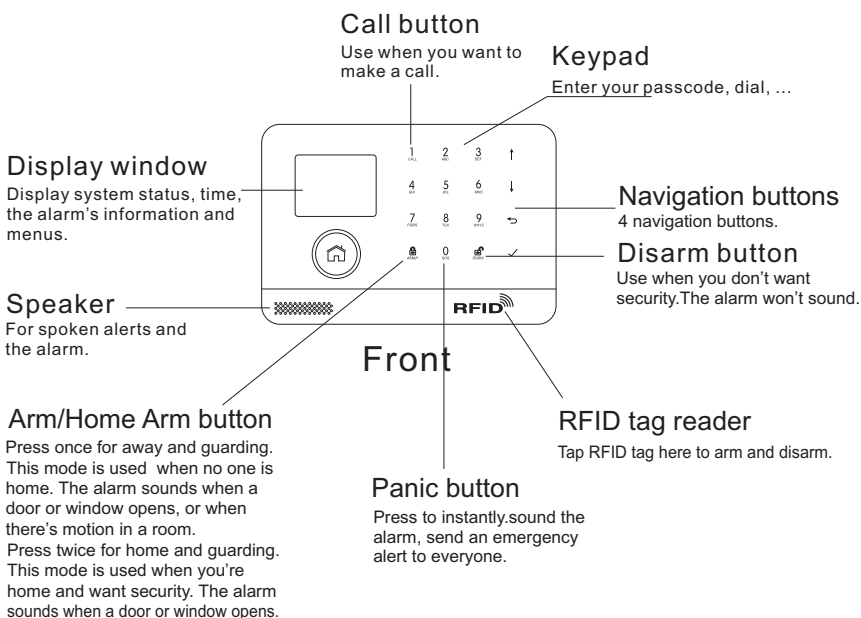 Call button
Use when you want to
make a call.
Keypad
Enter your passcode, dial, ...
Display window
Display system status, time,
the alarm's information and
menus.
1 2 3 ↑
CALL ABC DEF
4 5 6 ↓
GHI JKL MNO
7 8 9
PQRS TUV WXYZ
0
ARM/* SOS DISARM/
Navigation buttons
4 navigation buttons.
Disarm button
Use when you don't want
security.The alarm won't sound.
Speaker
For spoken alerts and
the alarm.
RFID
Front
Arm/Home Arm button
Press once for away and guarding.
This mode is used when no one is
home. The alarm sounds when a
door or window opens, or when
there's motion in a room.
Press twice for home and guarding.
This mode is used when you're
home and want security. The alarm
sounds when a door or window opens.
Panic button
Press to instantly.sound the
alarm, send an emergency
alert to everyone.
RFID tag reader
Tap RFID tag here to arm and disarm.